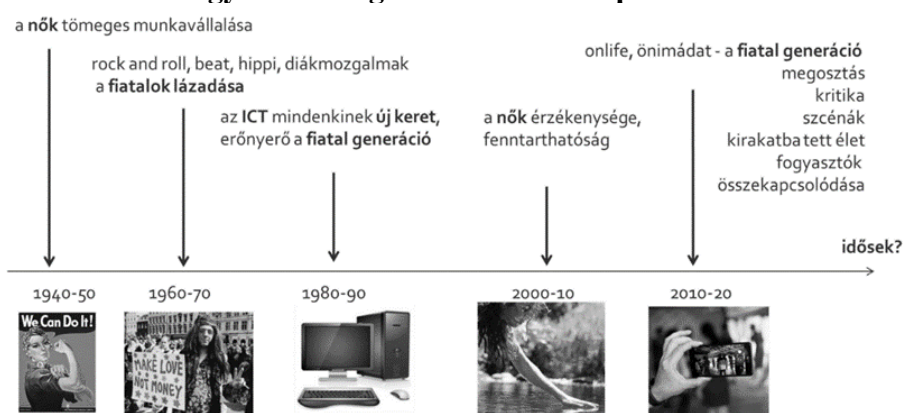 a nők tömeges munkavállalása
rock and roll, beat, hippi, diákmozgalmak
a fiatalok lázadása
az ICT mindenkinek új keret,
erőnyerő a fiatal generáció
a nők érzékenysége,
fenntarthatóság
onlife, önimádat - a fiatal generáció
megosztás
kritika
szcénák
kirakatba tett élet
fogyasztók
összekapcsolódása
idősek?
1940-50
1960-70
1980-90
2000-10
2010-20
We Can Do It!
MAKE LOVE
NOT MONEY